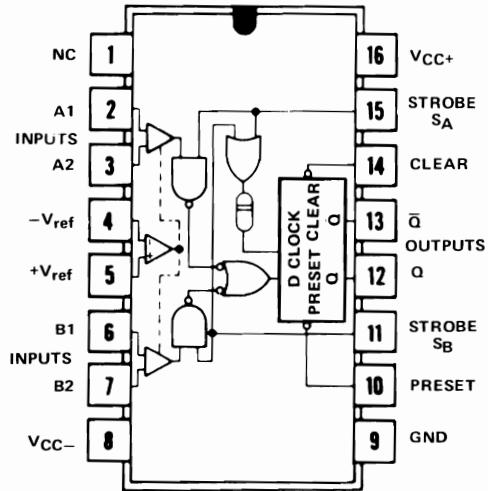 NC 1
A1 2
INPUTS
A2 3
−Vref 4
+Vref 5
B1 6
INPUTS
B2 7
VCC− 8
16 VCC+
15 STROBE SA
14 CLEAR
13 Q̅
OUTPUTS
12 Q
11 STROBE SB
10 PRESET
9 GND
D CLOCK
PRESET CLEAR
Q̅
Q
− +